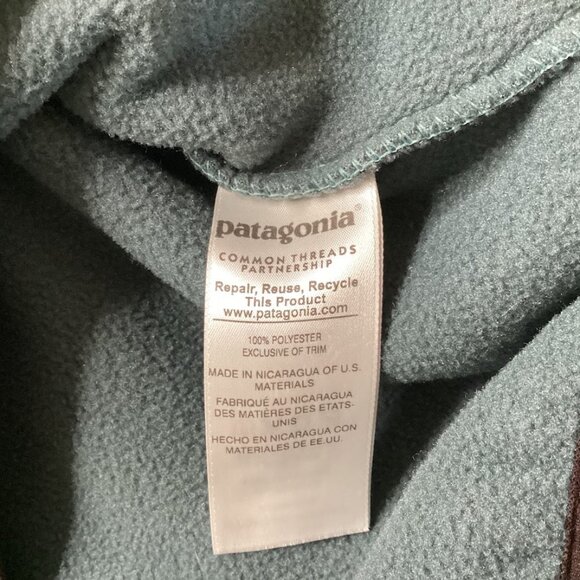 patagonia®
COMMON THREADS
PARTNERSHIP
Repair, Reuse, Recycle
This Product
www.patagonia.com
100% POLYESTER
EXCLUSIVE OF TRIM
MADE IN NICARAGUA OF U.S.
MATERIALS
FABRIQUÉ AU NICARAGUA
DES MATIÈRES DES ETATS-
UNIS
HECHO EN NICARAGUA CON
MATERIALES DE EE.UU.